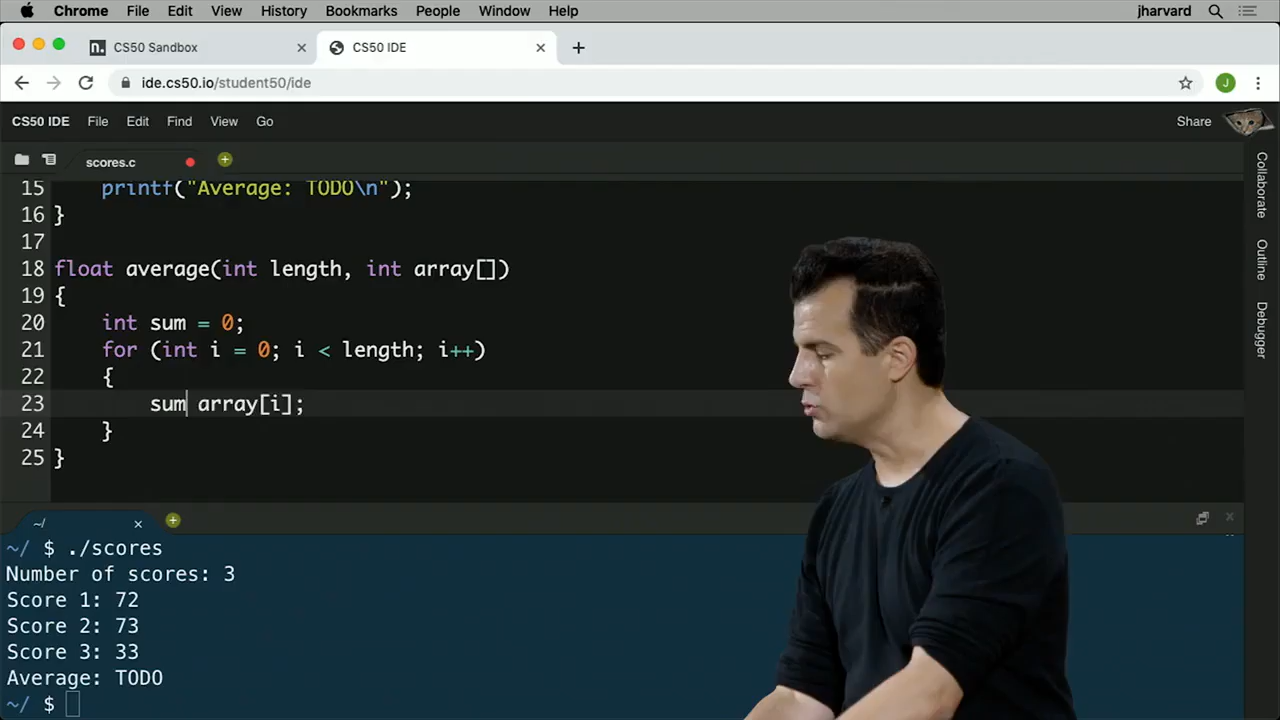 Chrome File Edit View History Bookmarks People Window Help jharvard
CS50 Sandbox CS50 IDE
ide.cs50.io/student50/ide J
CS50 IDE File Edit Find View Go Share
scores.c
15 printf("Average: TODO\n");
16 }
17
18 float average(int length, int array[])
19 {
20 int sum = 0;
21 for (int i = 0; i < length; i++)
22 {
23 sum array[i];
24 }
25 }
Collaborate
Outline
Debugger
~/
~/ $ ./scores
Number of scores: 3
Score 1: 72
Score 2: 73
Score 3: 33
Average: TODO
~/ $